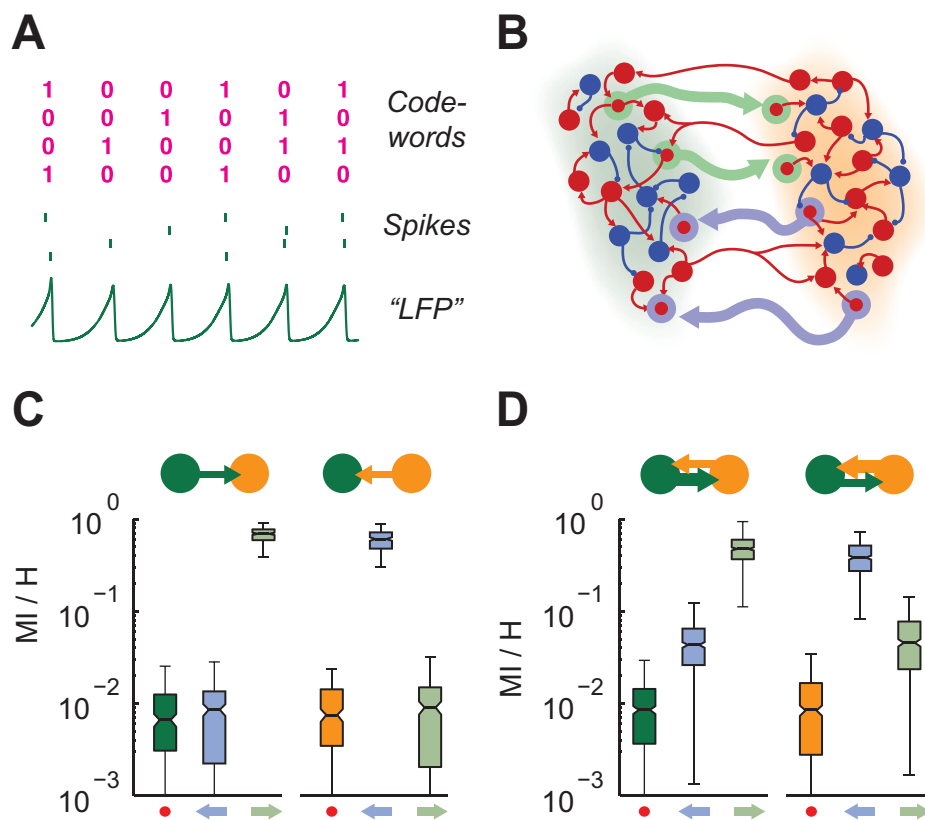 A
1 0 0 1 0 1
0 0 1 0 1 0
0 1 0 0 1 1
1 0 0 1 0 0
Code-
words
Spikes
“LFP”
B
C
MI / H
10 0
10 −1
10 −2
10 −3
D
MI / H
10 0
10 −1
10 −2
10 −3